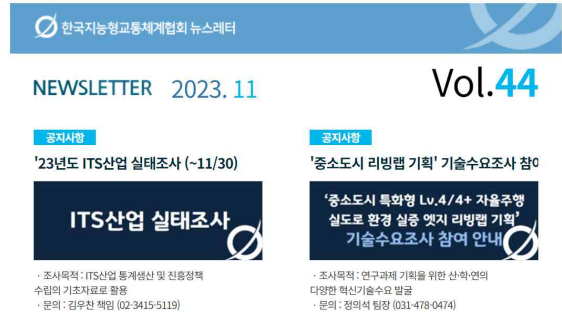 한국지능형교통체계협회 뉴스레터
NEWSLETTER 2023. 11
Vol.44
공지사항
'23년도 ITS산업 실태조사 (~11/30)
ITS산업 실태조사
· 조사목적 : ITS산업 통계생산 및 진흥정책
수립의 기초자료로 활용
· 문의 : 김우찬 책임 (02-3415-5119)
공지사항
'중소도시 리빙랩 기획' 기술수요조사 참여
'중소도시 특화형 Lv.4/4+ 자율주행
실도로 환경 실증 엣지 리빙랩 기획'
기술수요조사 참여 안내
· 조사목적 : 연구과제 기획을 위한 산·학·연의
다양한 혁신기술수요 발굴
· 문의 : 정의석 팀장 (031-478-0474)